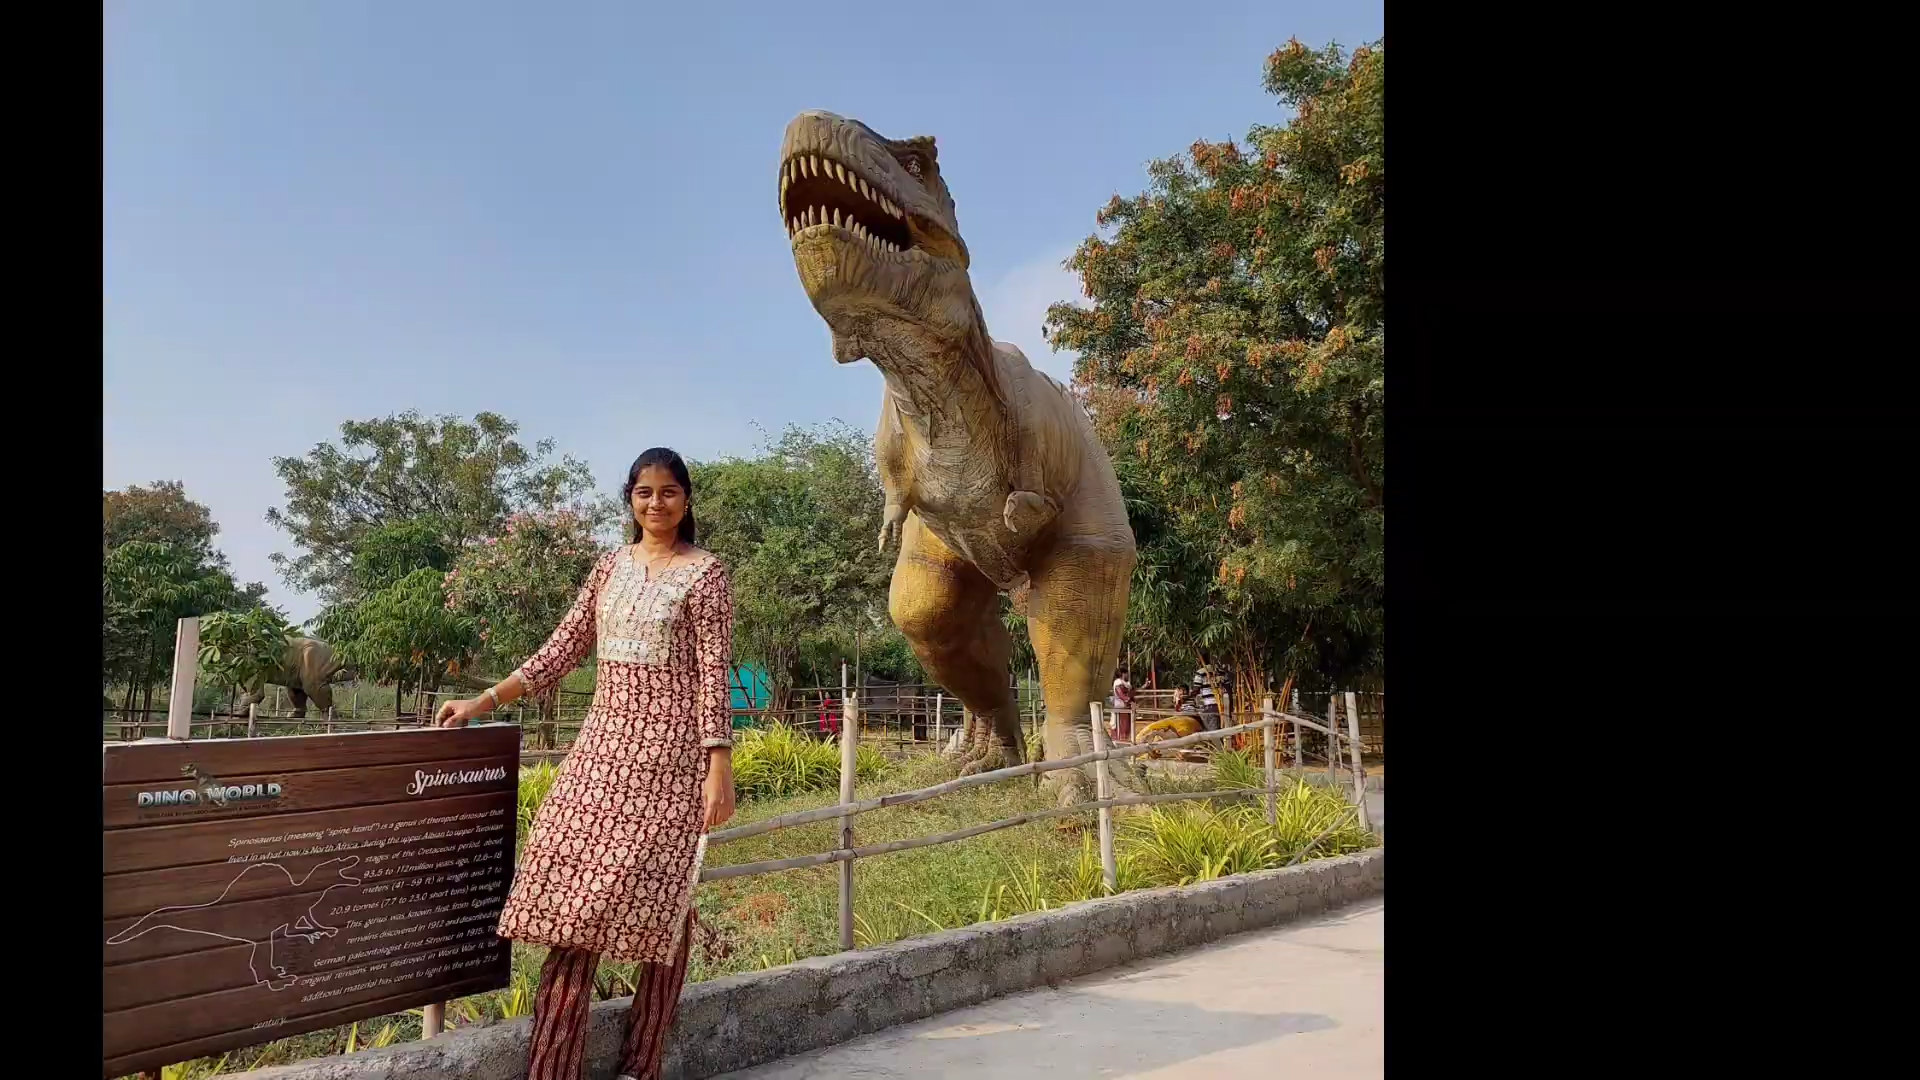 DINO WORLD
Spinosaurus
Spinosaurus (meaning "spine lizard") is a genus of theropod dinosaur that
lived in what now is North Africa, during the uppus Albian to upper Turonian
stages of the Cretaceous period, about
93.5 to 112million years ago, 12.6-18
meters (41-59 ft) in length and 7 to
20.9 tonnes (7.7 to 23.0 short tons) in weight
This genus was known first from Egyptian
remains discovered in 1912 and described by
German paleontologist Ernst Stromer in 1915. The
original remains were destroyed in World War II, but
additional material has come to light in the early 21st
century.